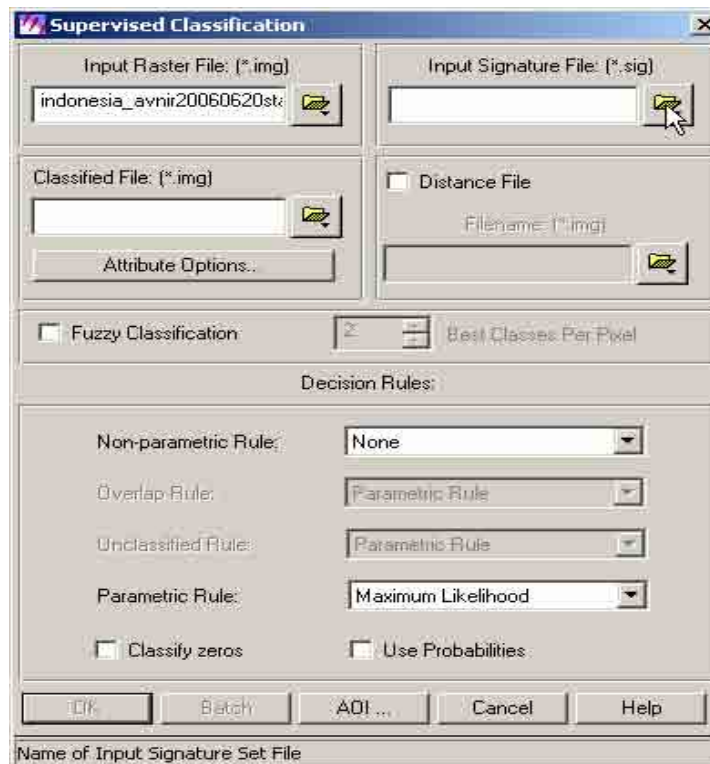 Supervised Classification
Input Raster File: (*.img)
Input Signature File: (*.sig)
indonesia_avnir20060620sta
Classified File: (*.img)
Distance File
Filename: (*.img)
Attribute Options..
Fuzzy Classification
2
Best Classes Per Pixel
Decision Rules:
Non-parametric Rule:
None
Overlap Rule:
Parametric Rule
Unclassified Rule:
Parametric Rule
Parametric Rule:
Maximum Likelihood
Classify zeros
Use Probabilities
OK
Batch
AOI ...
Cancel
Help
Name of Input Signature Set File